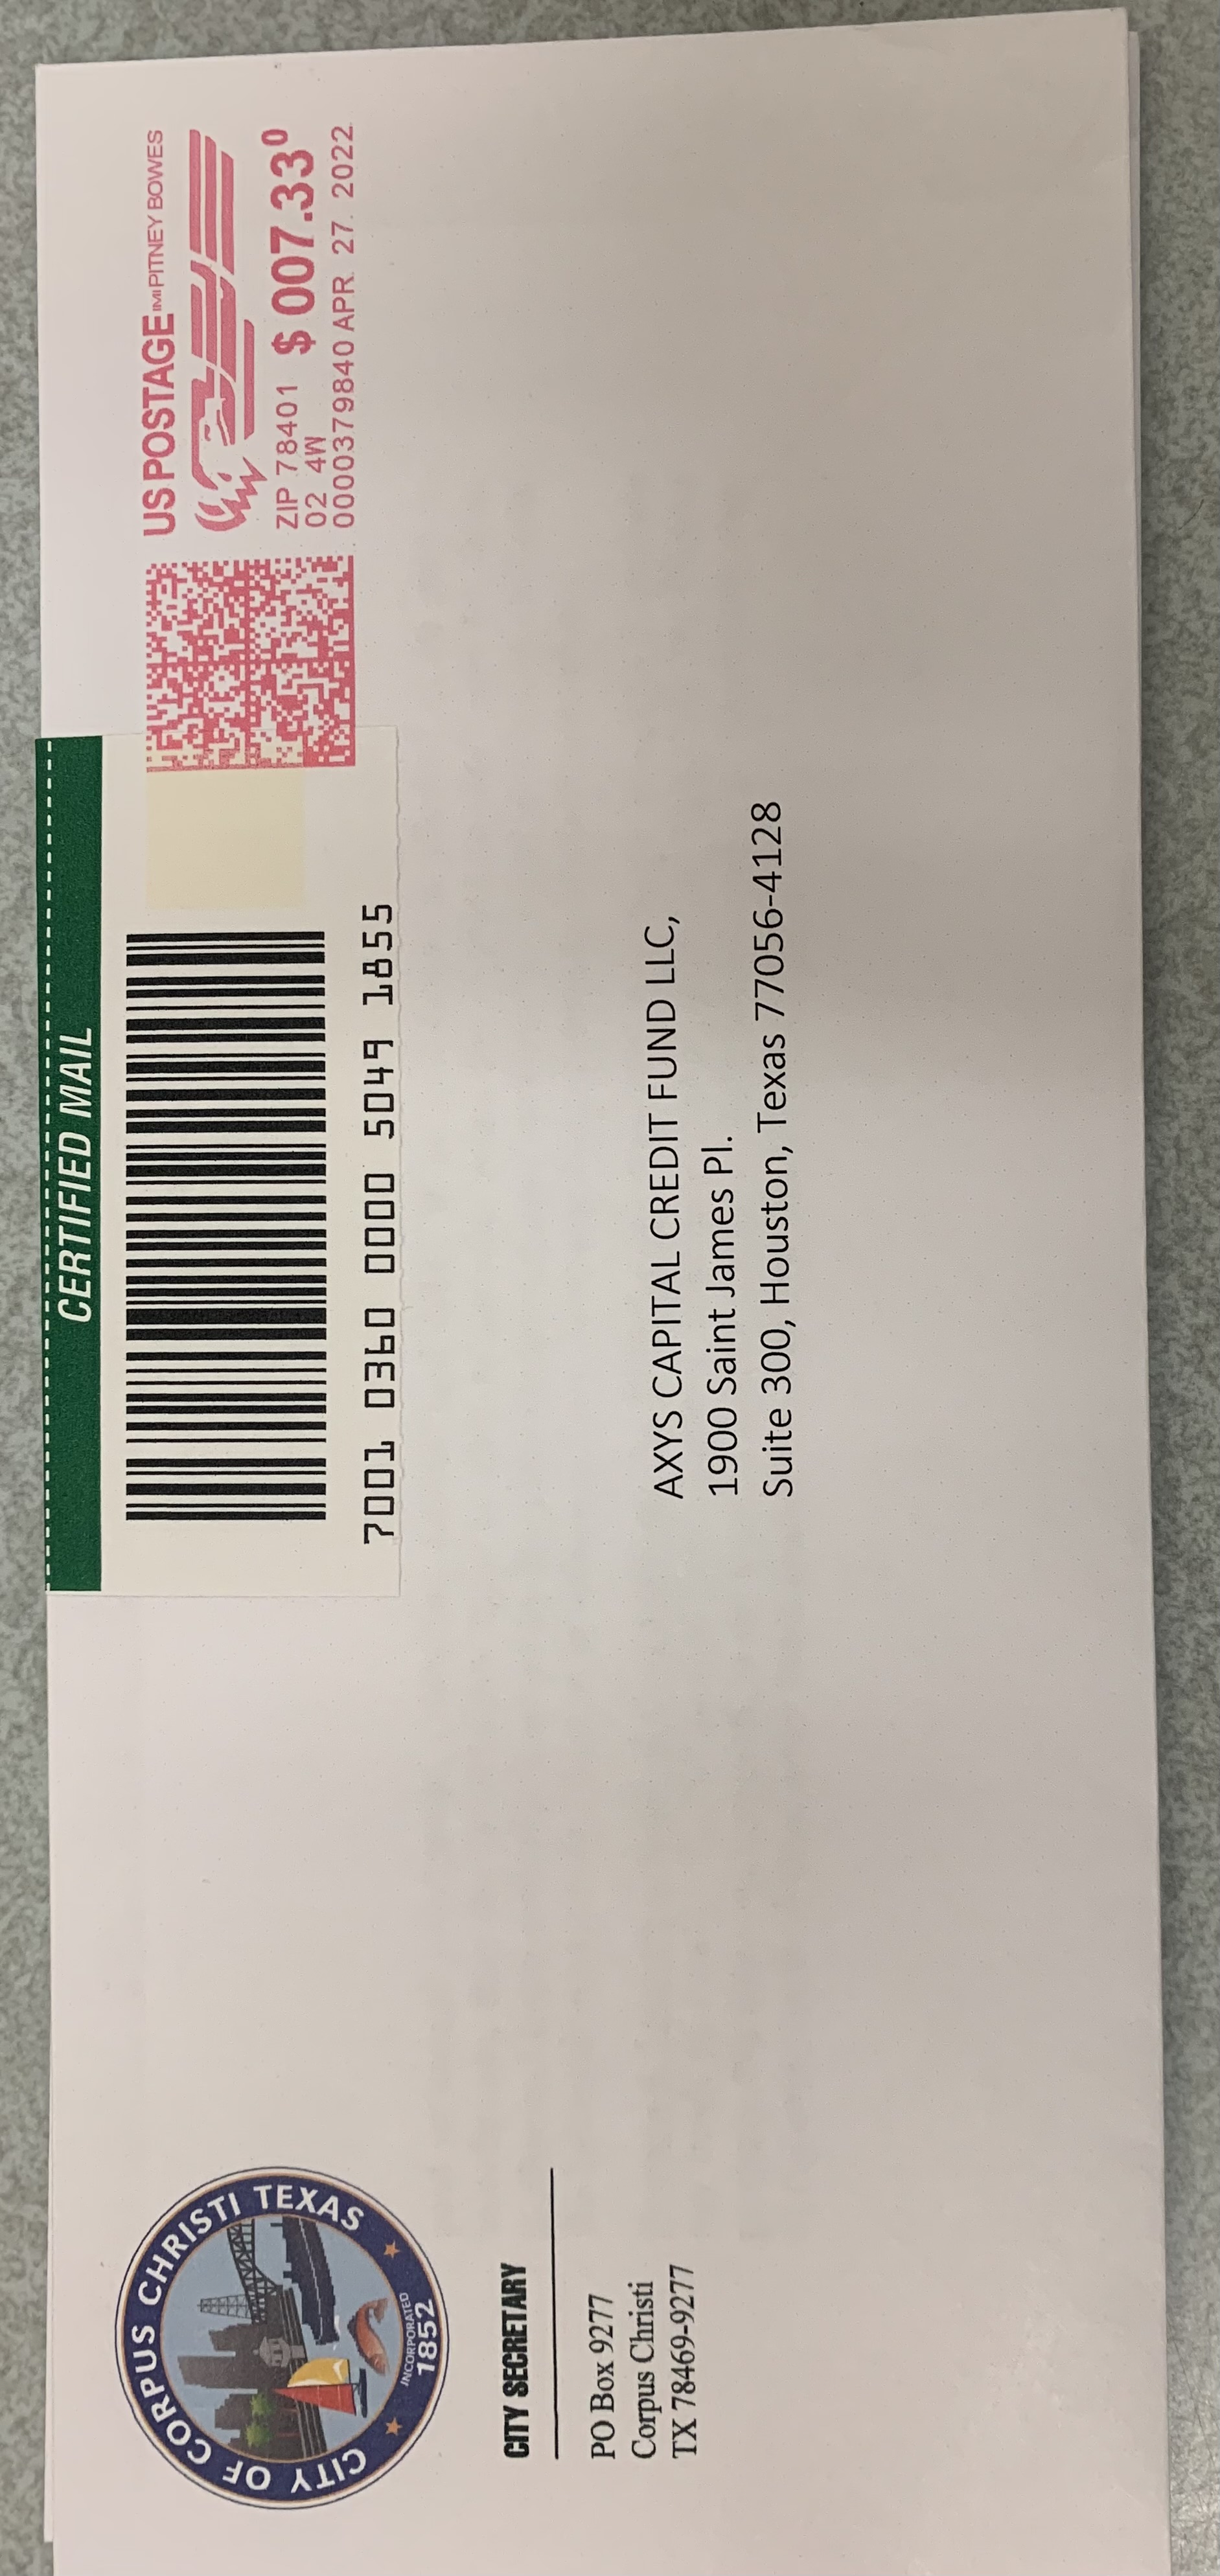 CITY OF CORPUS CHRISTI TEXAS
INCORPORATED
1852
CITY SECRETARY
PO Box 9277
Corpus Christi
TX 78469-9277
CERTIFIED MAIL
7001 0360 0000 5049 1855
US POSTAGE IMI PITNEY BOWES
ZIP 78401 $ 007.33⁰
02 4W
0000379840 APR 27 2022
AXYS CAPITAL CREDIT FUND LLC,
1900 Saint James Pl.
Suite 300, Houston, Texas 77056-4128